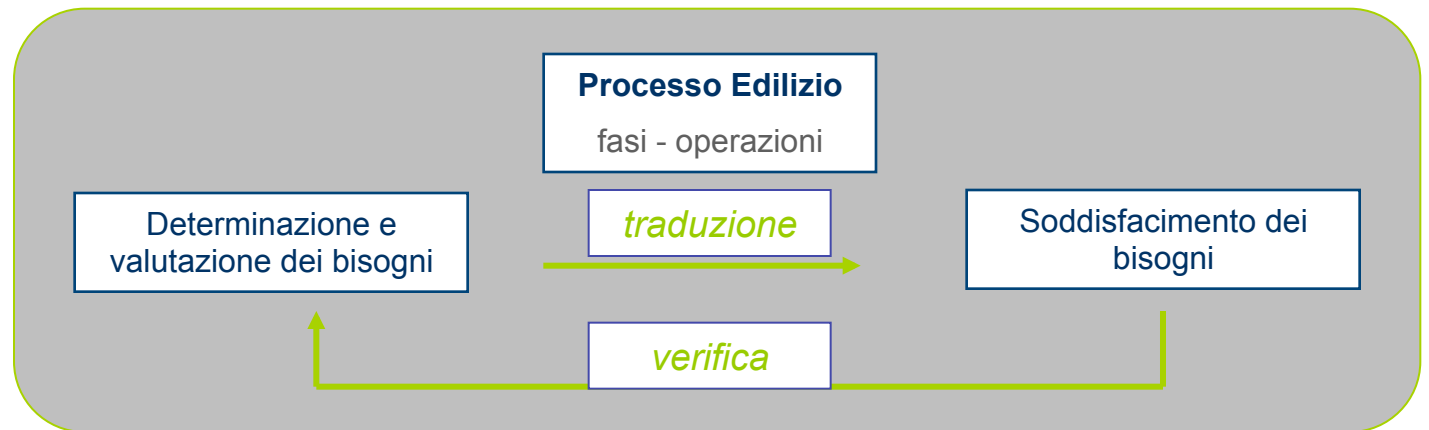 Processo Edilizio
fasi - operazioni
Determinazione e
valutazione dei bisogni
traduzione
Soddisfacimento dei
bisogni
verifica